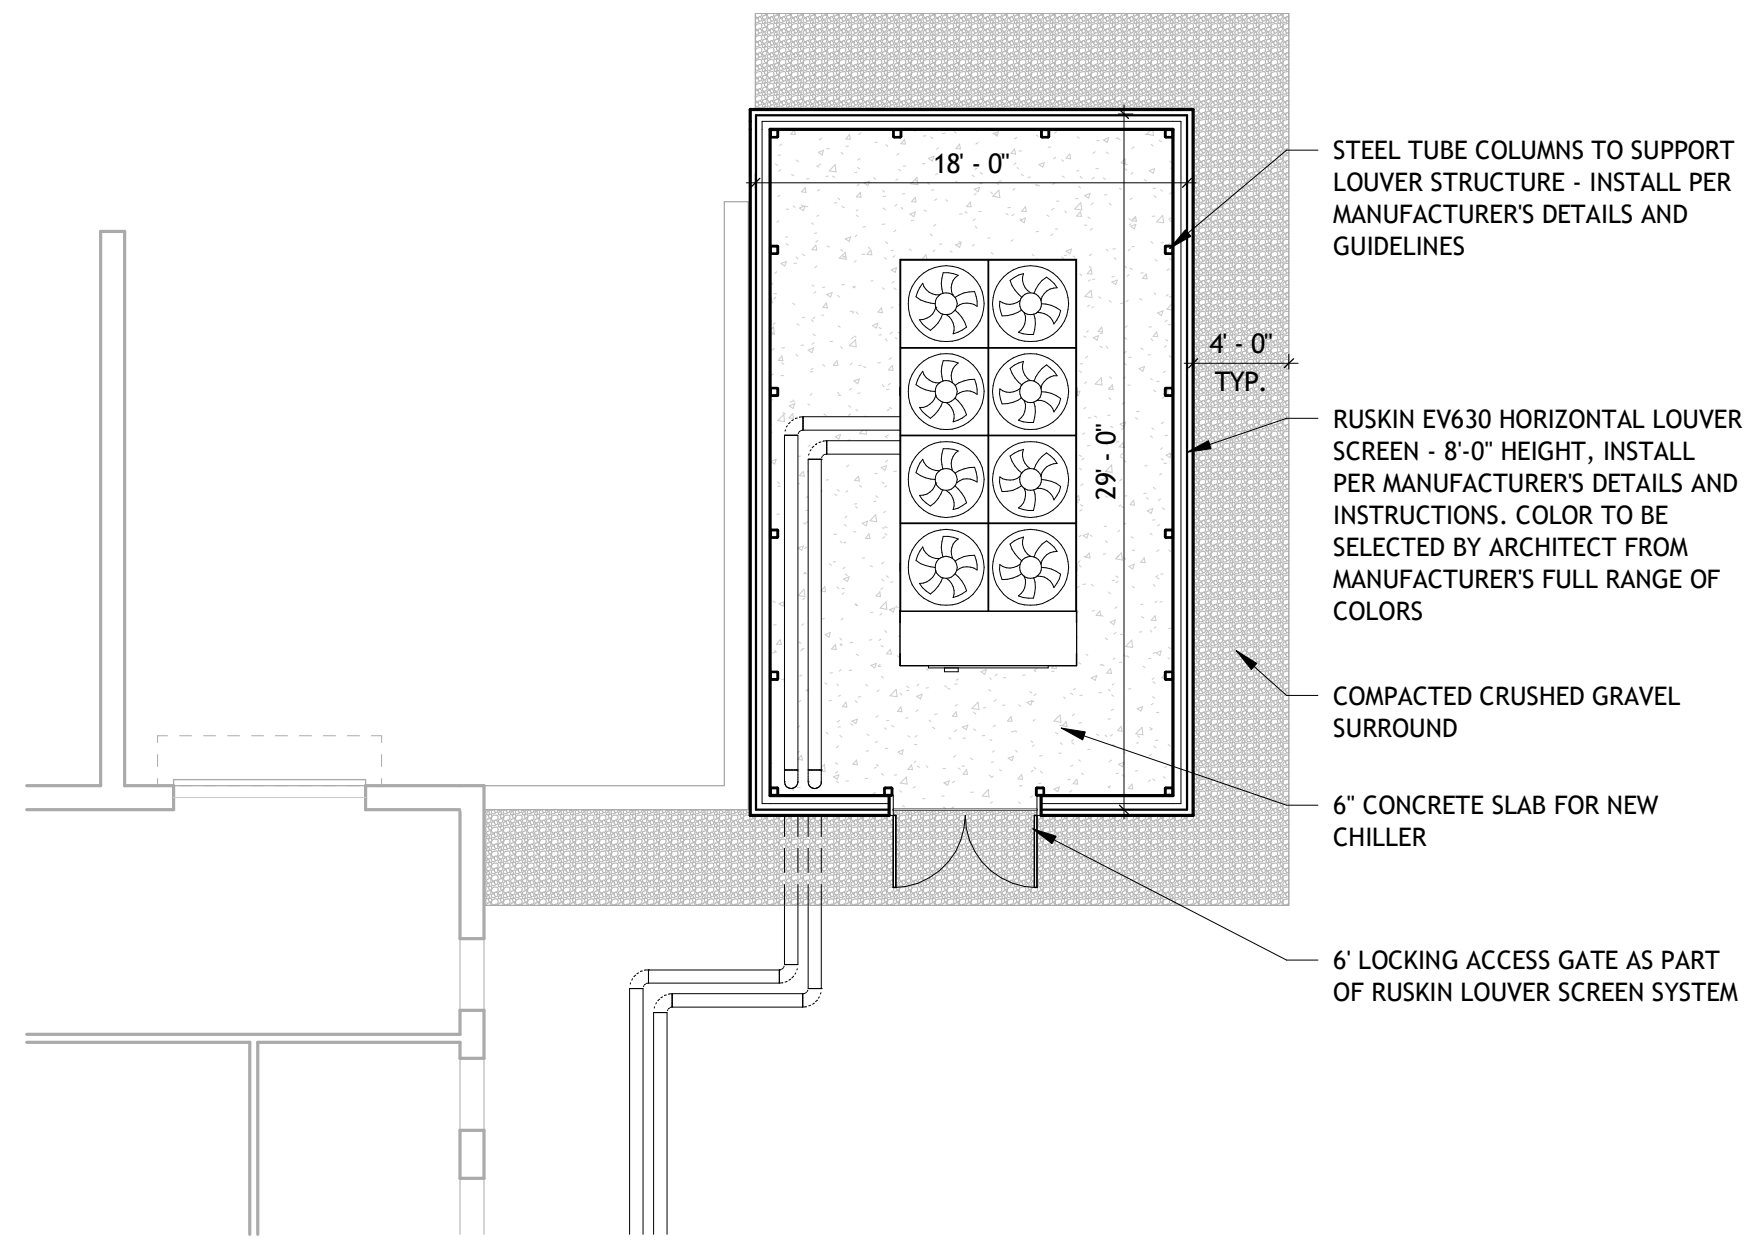 18' - 0"
STEEL TUBE COLUMNS TO SUPPORT
LOUVER STRUCTURE - INSTALL PER
MANUFACTURER'S DETAILS AND
GUIDELINES
4' - 0"
TYP.
29' - 0"
RUSKIN EV630 HORIZONTAL LOUVER
SCREEN - 8'-0" HEIGHT, INSTALL
PER MANUFACTURER'S DETAILS AND
INSTRUCTIONS. COLOR TO BE
SELECTED BY ARCHITECT FROM
MANUFACTURER'S FULL RANGE OF
COLORS
COMPACTED CRUSHED GRAVEL
SURROUND
6" CONCRETE SLAB FOR NEW
CHILLER
6' LOCKING ACCESS GATE AS PART
OF RUSKIN LOUVER SCREEN SYSTEM